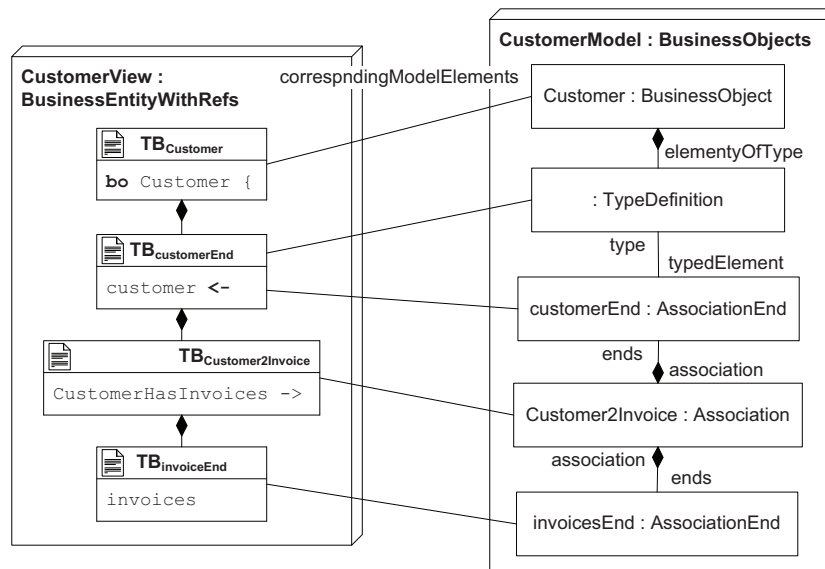 CustomerView :
BusinessEntityWithRefs
TBCustomer
bo Customer {
TBcustomerEnd
customer <-
TBCustomer2Invoice
CustomerHasInvoices ->
TBinvoiceEnd
invoices
correspndingModelElements
CustomerModel : BusinessObjects
Customer : BusinessObject
elementyOfType
: TypeDefinition
type
typedElement
customerEnd : AssociationEnd
ends
association
Customer2Invoice : Association
association
ends
invoicesEnd : AssociationEnd